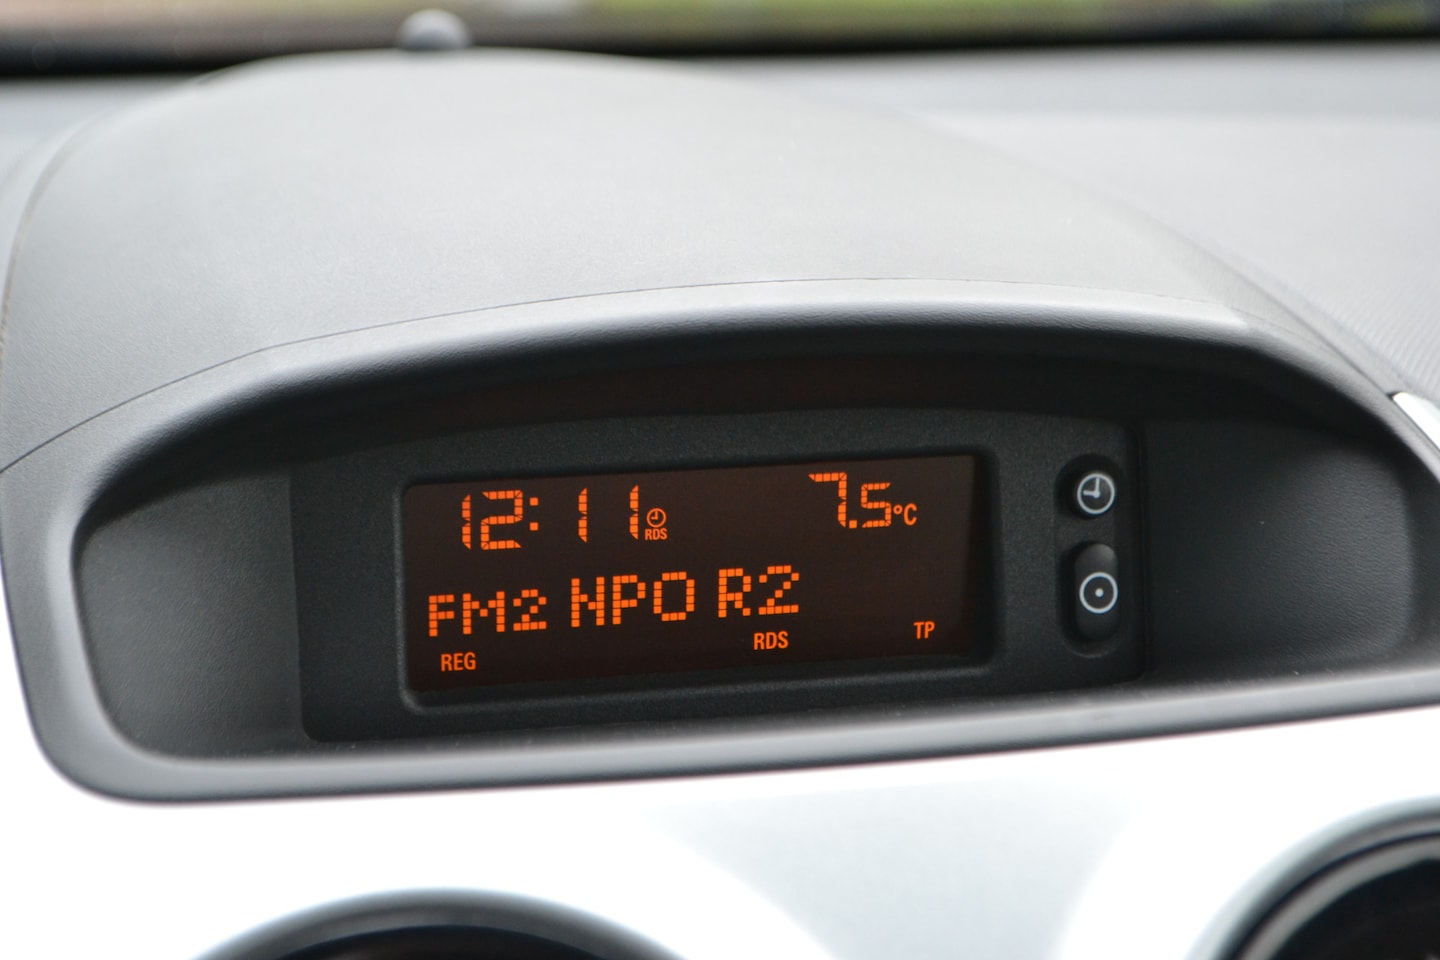 12:11 RDS 7.5°C
FM2 NPO R2
REG RDS TP